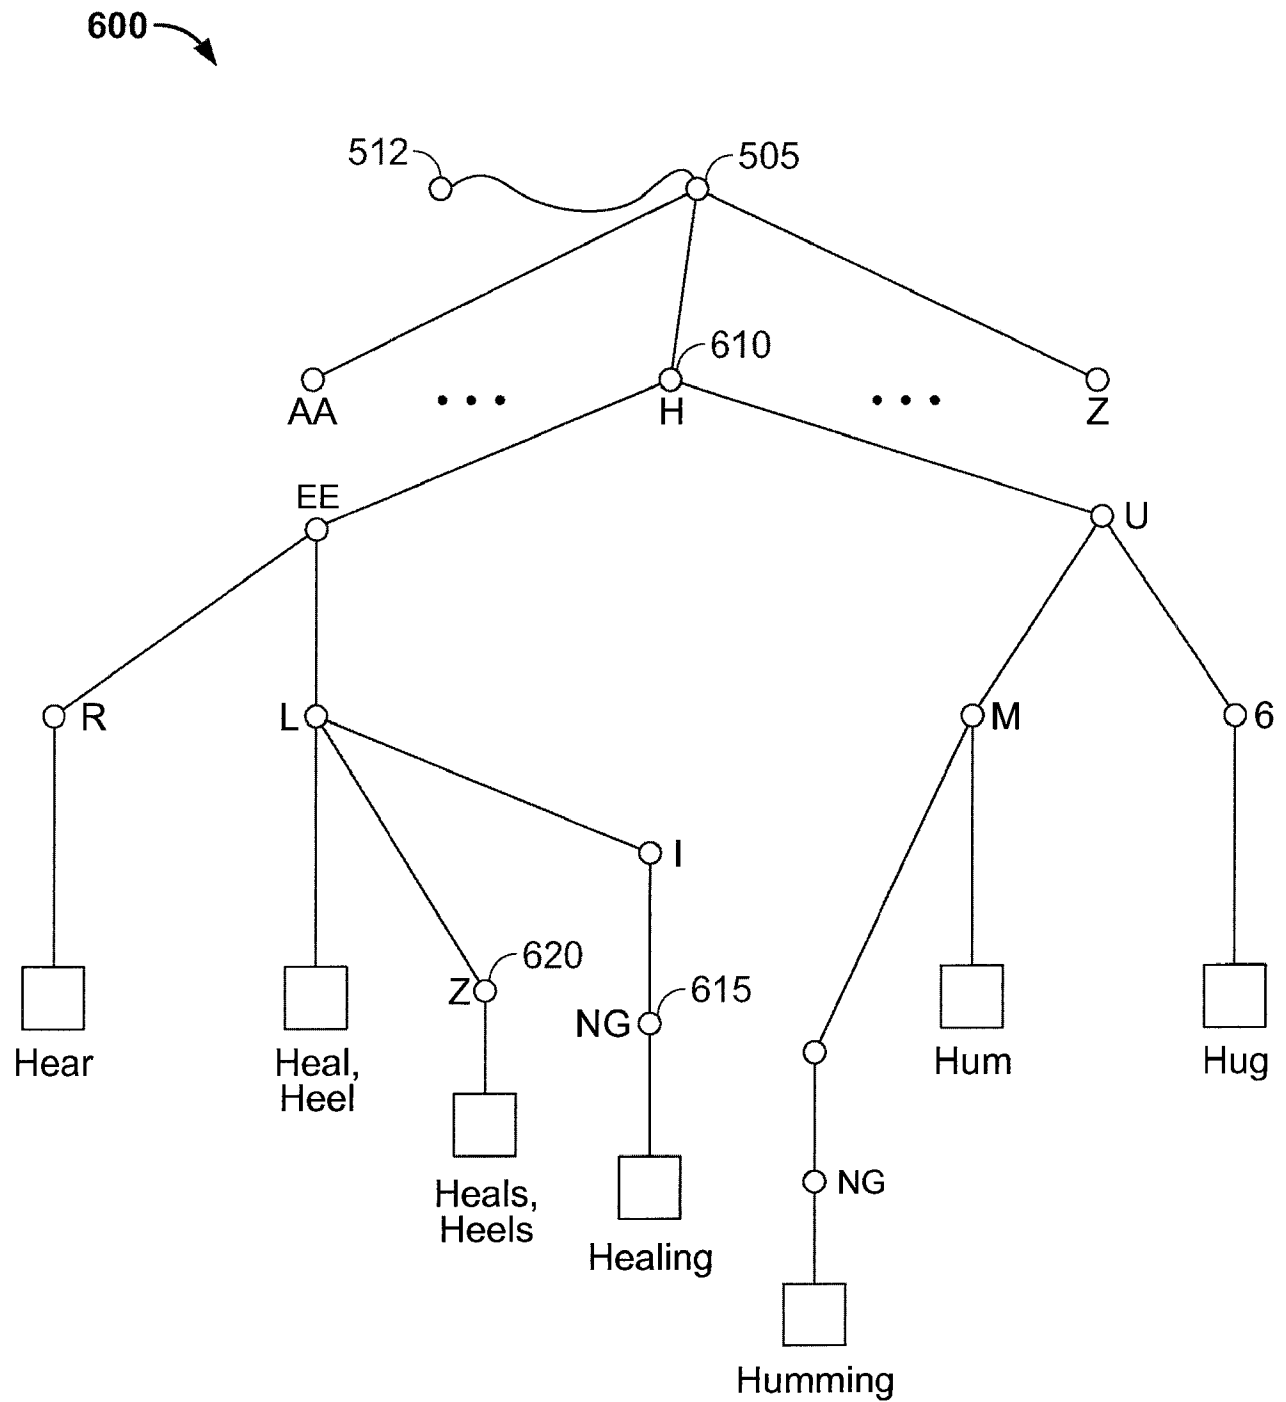 600
512
505
610
AA
• • •
H
• • •
Z
EE
U
R
L
M
6
I
Z
620
NG
615
Hear
Heal,
Heel
Hum
Hug
NG
Heals,
Heels
Healing
Humming